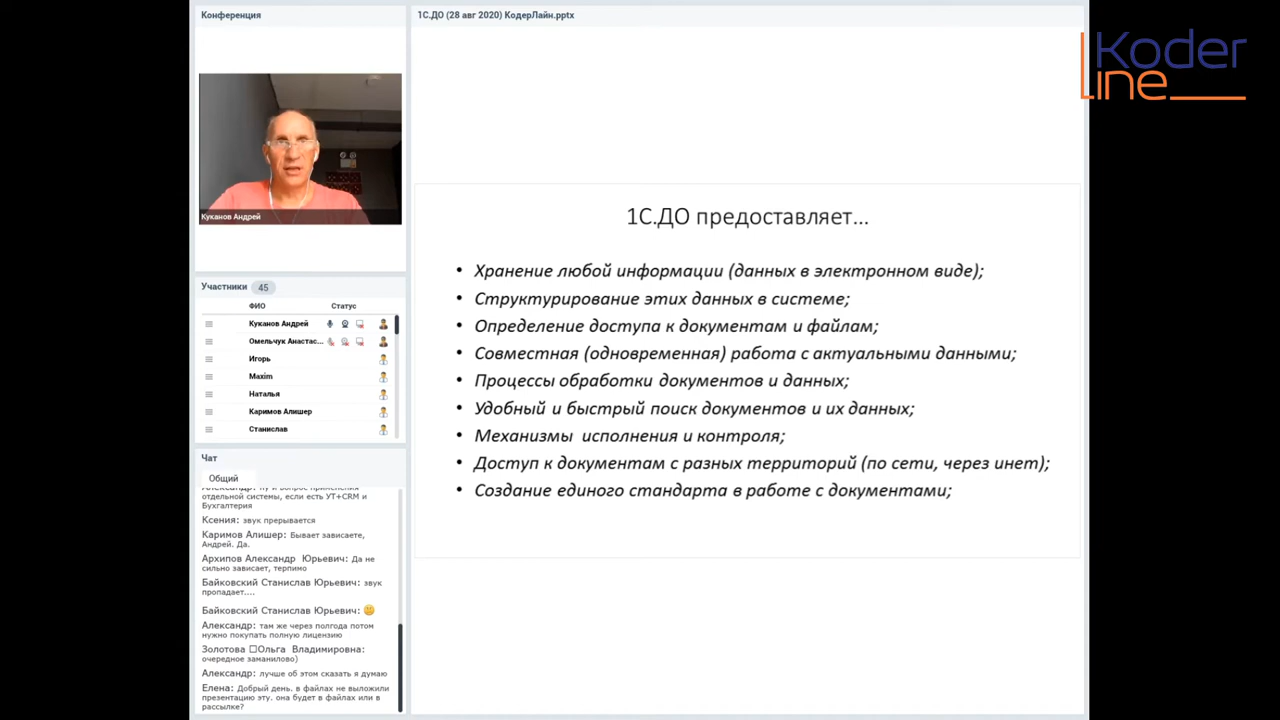 Конференция
1С.ДО (28 авг 2020) КодерЛайн.pptx
Koder
Line
Куканов Андрей
Участники 45
ФИО Статус
Куканов Андрей
Омельчук Анастас...
Игорь
Maxim
Наталья
Каримов Алишер
Станислав
Чат
Общий
отдельной системы, если есть УТ+CRM и
Бухгалтерия
Ксения: звук прерывается
Каримов Алишер: Бывает зависаете,
Андрей. Да.
Архипов Александр Юрьевич: Да не
сильно зависает, терпимо
Байковский Станислав Юрьевич: звук
пропадает....
Байковский Станислав Юрьевич:
Александр: там же через полгода потом
нужно покупать полную лицензию
Золотова Ольга Владимировна:
очередное заманилово)
Александр: лучше об этом сказать я думаю
Елена: Добрый день. в файлах не выложили
презентацию эту. она будет в файлах или в
рассылке?
1С.ДО предоставляет...
• Хранение любой информации (данных в электронном виде);
• Структурирование этих данных в системе;
• Определение доступа к документам и файлам;
• Совместная (одновременная) работа с актуальными данными;
• Процессы обработки документов и данных;
• Удобный и быстрый поиск документов и их данных;
• Механизмы исполнения и контроля;
• Доступ к документам с разных территорий (по сети, через инет);
• Создание единого стандарта в работе с документами;